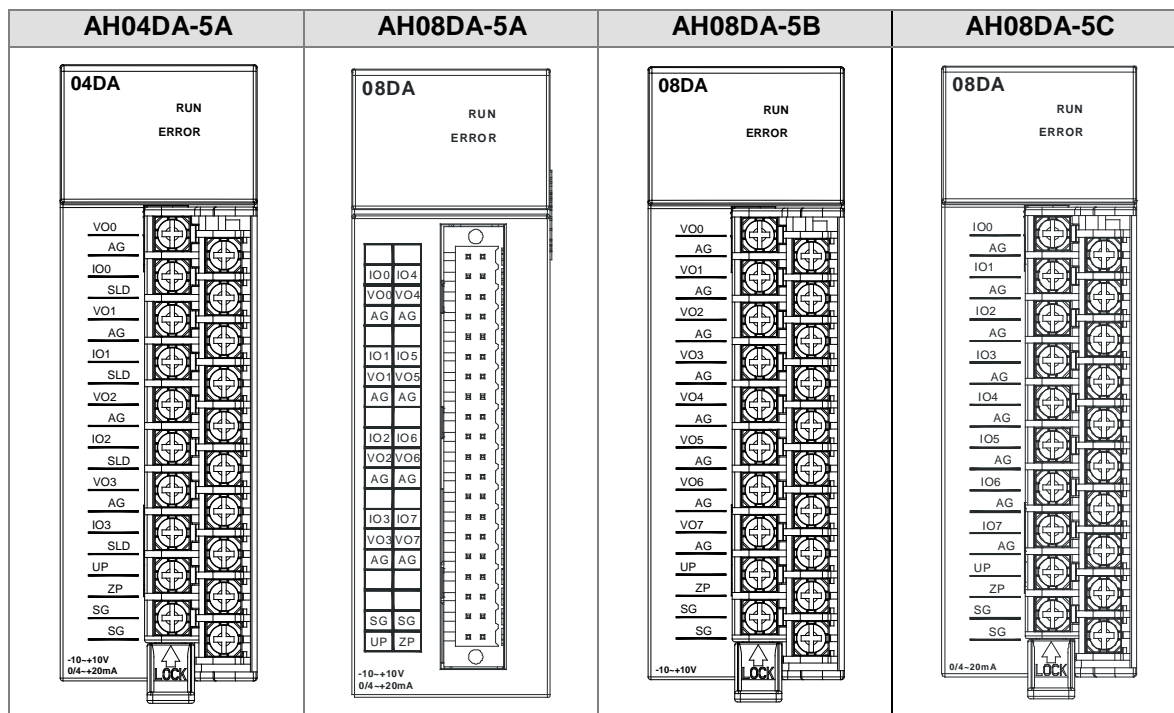 AH04DA-5A AH08DA-5A AH08DA-5B AH08DA-5C
04DA
RUN
ERROR
VO0
AG
IO0
SLD
VO1
AG
IO1
SLD
VO2
AG
IO2
SLD
VO3
AG
IO3
SLD
UP
ZP
SG
SG
-10~+10V
0/4~+20mA
LOCK
08DA
RUN
ERROR
IO0 IO4
VO0 VO4
AG AG
IO1 IO5
VO1 VO5
AG AG
IO2 IO6
VO2 VO6
AG AG
IO3 IO7
VO3 VO7
AG AG
SG SG
UP ZP
-10~+10V
0/4~+20mA
08DA
RUN
ERROR
VO0
AG
VO1
AG
VO2
AG
VO3
AG
VO4
AG
VO5
AG
VO6
AG
VO7
AG
UP
ZP
SG
SG
-10~+10V
LOCK
08DA
RUN
ERROR
IO0
AG
IO1
AG
IO2
AG
IO3
AG
IO4
AG
IO5
AG
IO6
AG
IO7
AG
UP
ZP
SG
SG
0/4~20mA
LOCK